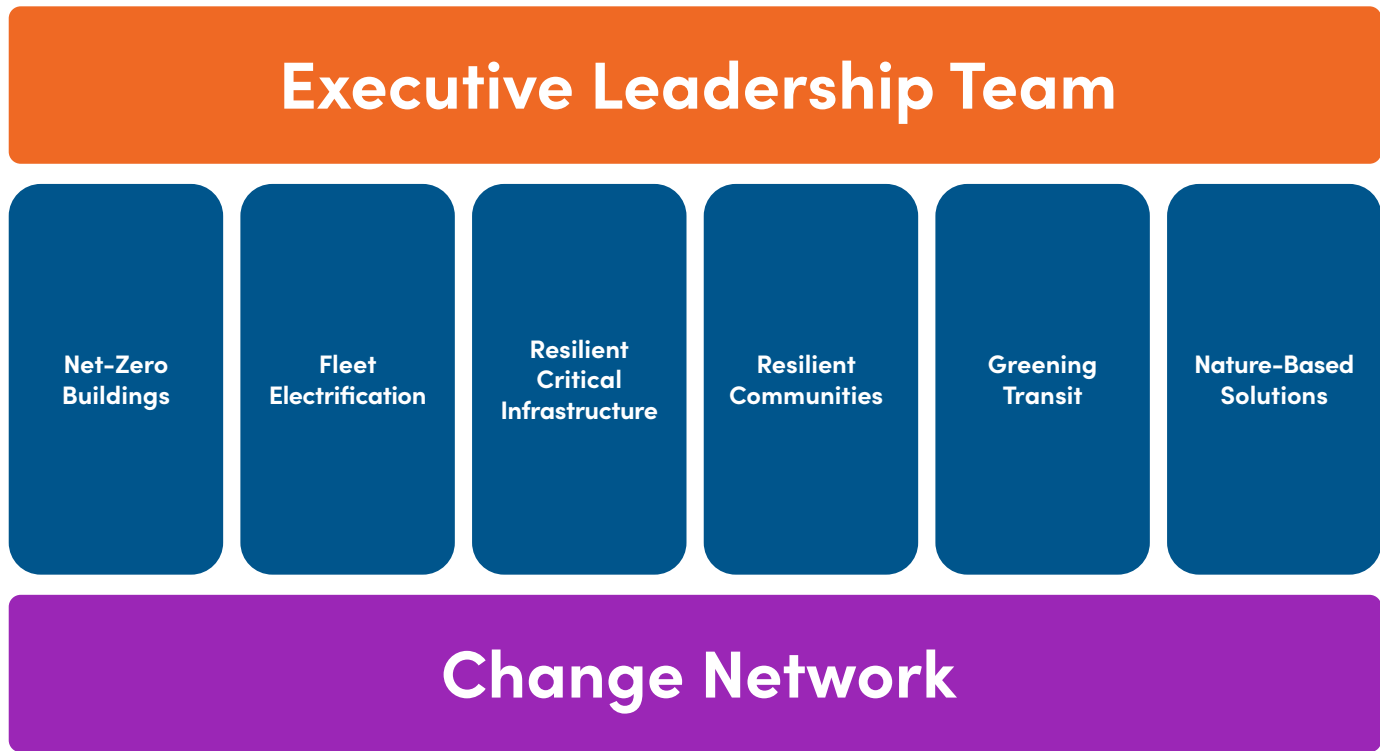 Executive Leadership Team
Net-Zero
Buildings
Fleet
Electrification
Resilient
Critical
Infrastructure
Resilient
Communities
Greening
Transit
Nature-Based
Solutions
Change Network